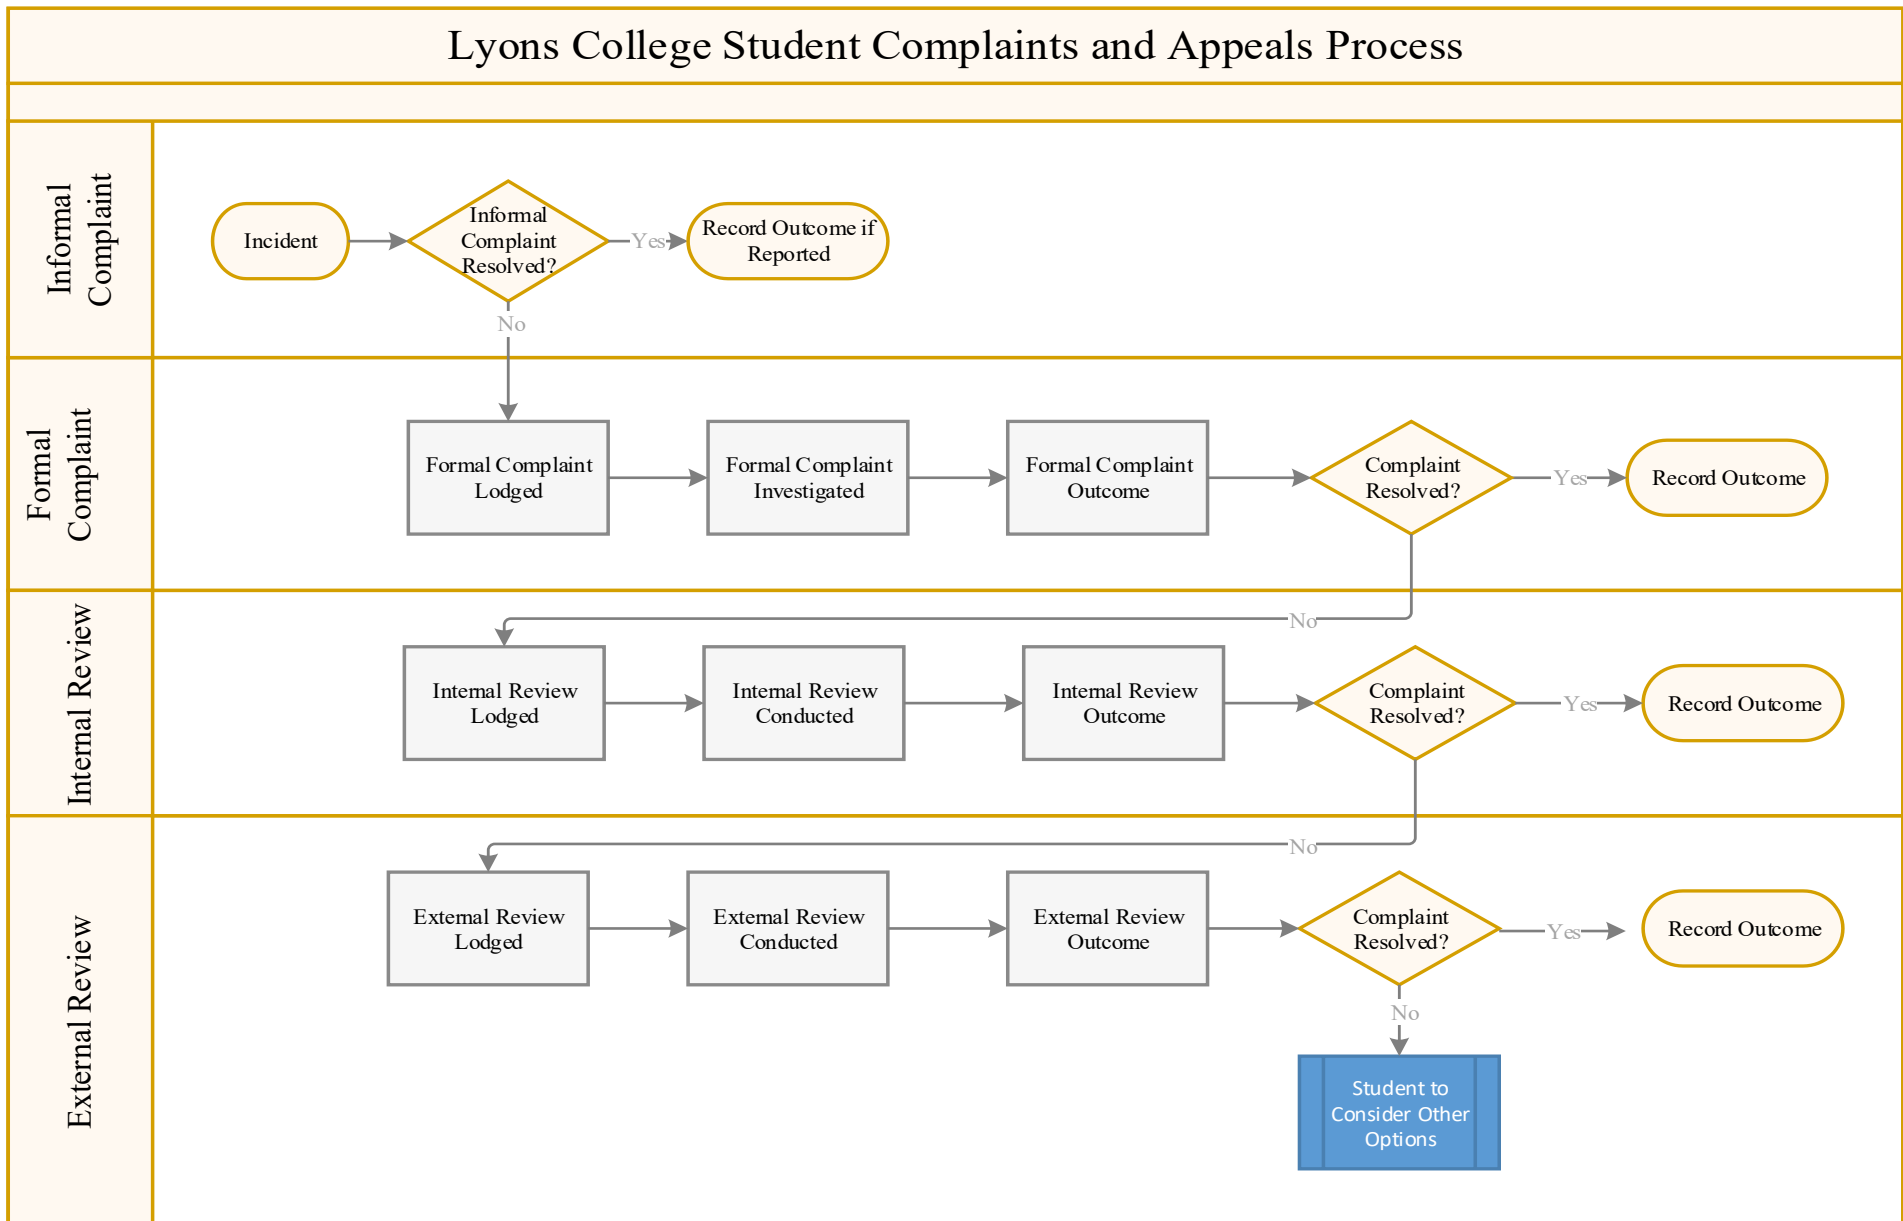 Lyons College Student Complaints and Appeals Process
Informal
Complaint
Incident
Informal
Complaint
Resolved?
Yes
Record Outcome if
Reported
No
Formal
Complaint
Formal Complaint
Lodged
Formal Complaint
Investigated
Formal Complaint
Outcome
Complaint
Resolved?
Yes
Record Outcome
No
Internal Review
Internal Review
Lodged
Internal Review
Conducted
Internal Review
Outcome
Complaint
Resolved?
Yes
Record Outcome
No
External Review
External Review
Lodged
External Review
Conducted
External Review
Outcome
Complaint
Resolved?
Yes
Record Outcome
No
Student to
Consider Other
Options